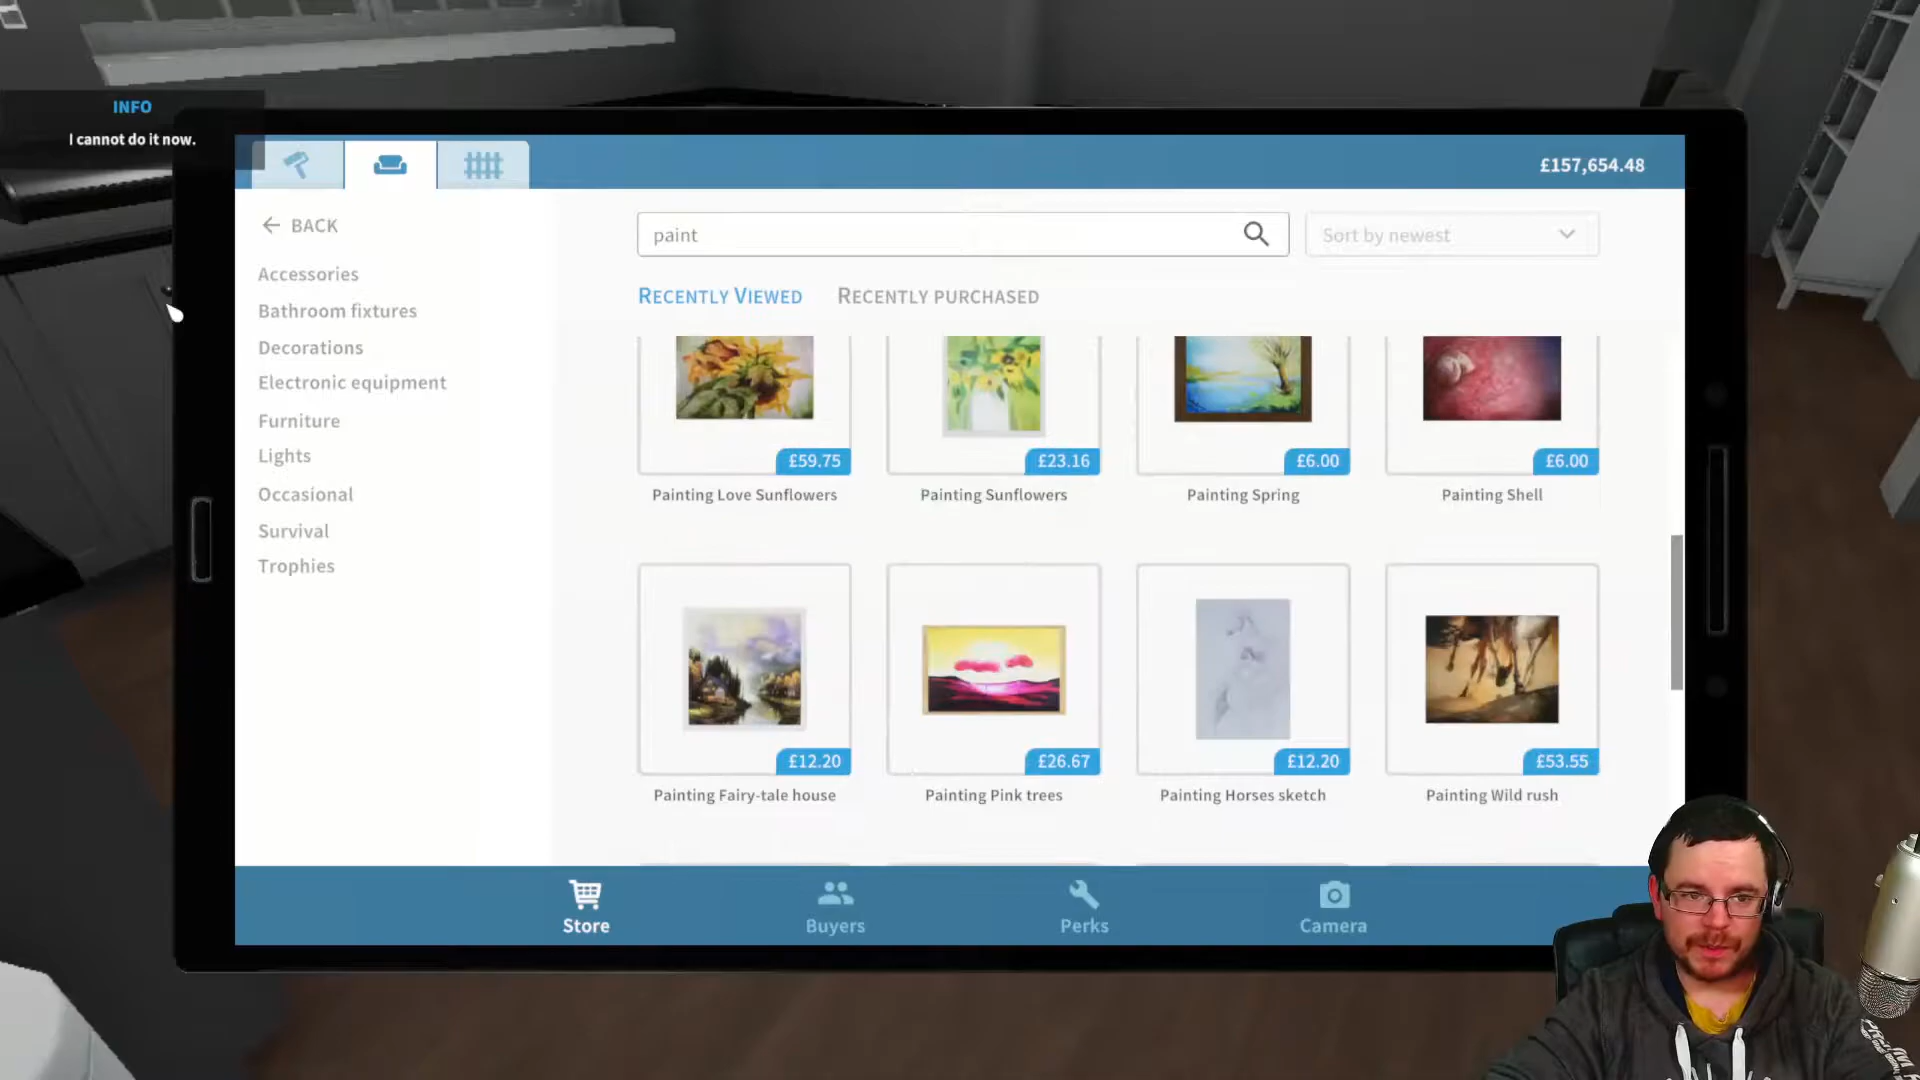 INFO
I cannot do it now.
£157,654.48
BACK
paint
Sort by newest
Accessories
Bathroom fixtures
Decorations
Electronic equipment
Furniture
Lights
Occasional
Survival
Trophies
RECENTLY VIEWED RECENTLY PURCHASED
£59.75 £23.16 £6.00 £6.00
Painting Love Sunflowers Painting Sunflowers Painting Spring Painting Shell
£12.20 £26.67 £12.20 £53.55
Painting Fairy-tale house Painting Pink trees Painting Horses sketch Painting Wild rush
Store Buyers Perks Camera